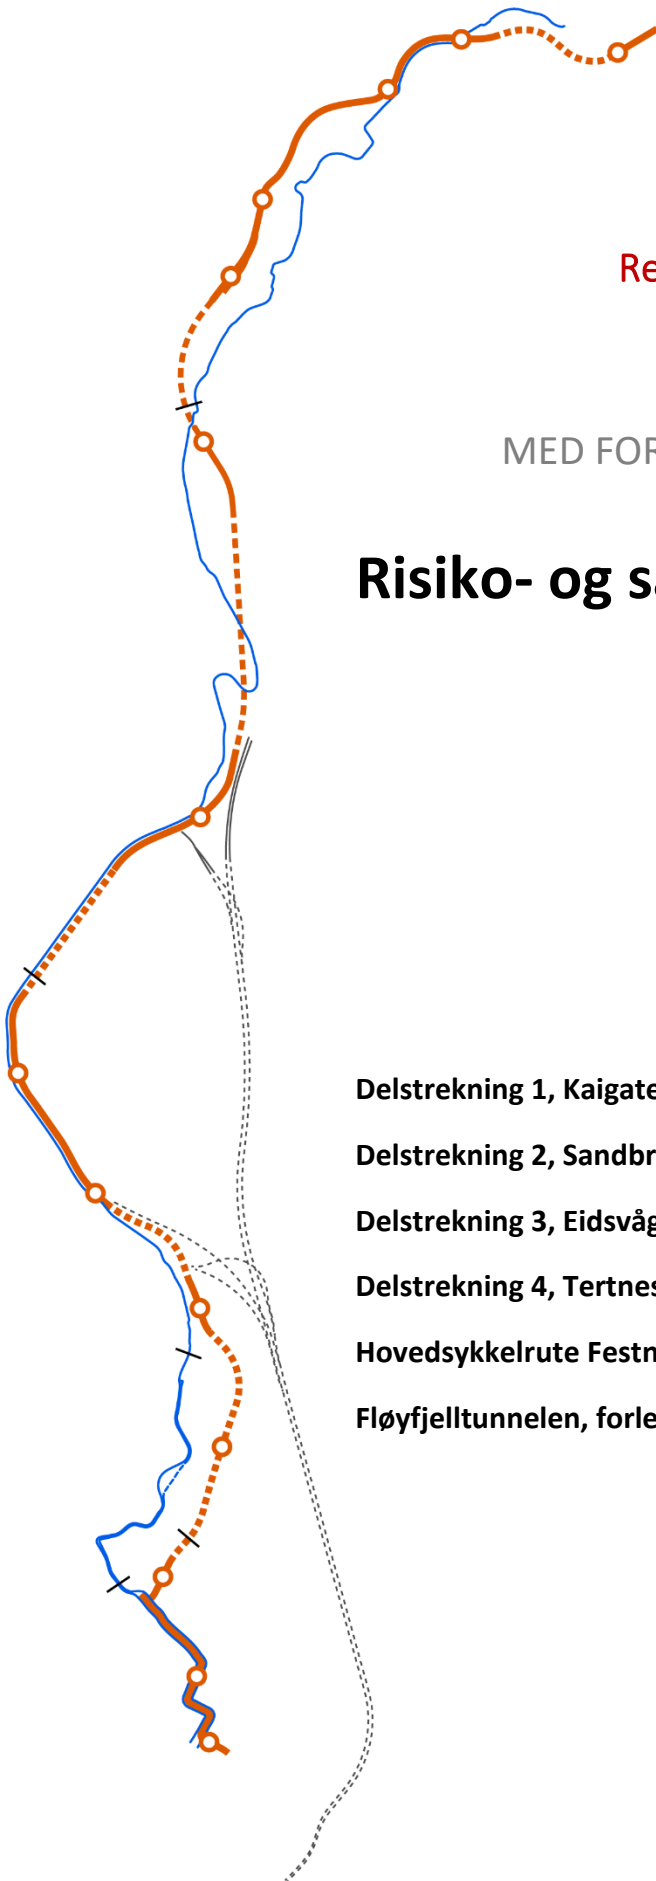 Re
MED FOR
Risiko- og s
Delstrekning 1, Kaigate
Delstrekning 2, Sandbr
Delstrekning 3, Eidsvåg
Delstrekning 4, Tertnes
Hovedsykkelrute Festn
Fløyfjelltunnelen, forle